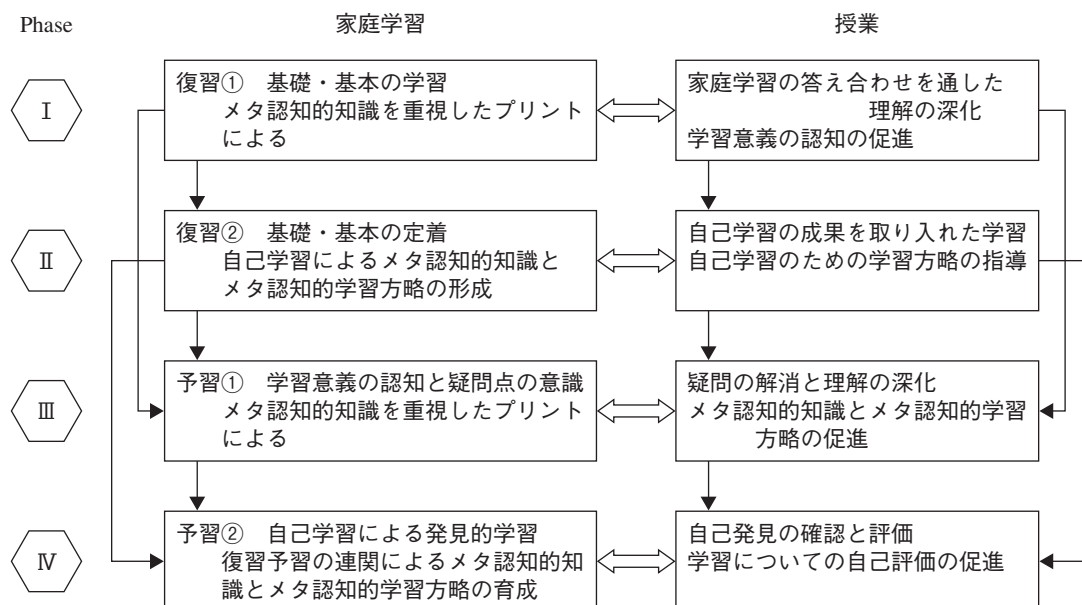 Phase 家庭学習 授業
Ⅰ
復習① 基礎・基本の学習
メタ認知的知識を重視したプリント
による
家庭学習の答え合わせを通した
理解の深化
学習意義の認知の促進
Ⅱ
復習② 基礎・基本の定着
自己学習によるメタ認知的知識と
メタ認知的学習方略の形成
自己学習の成果を取り入れた学習
自己学習のための学習方略の指導
Ⅲ
予習① 学習意義の認知と疑問点の意識
メタ認知的知識を重視したプリント
による
疑問の解消と理解の深化
メタ認知的知識とメタ認知的学習
方略の促進
Ⅳ
予習② 自己学習による発見的学習
復習予習の連関によるメタ認知的知
識とメタ認知的学習方略の育成
自己発見の確認と評価
学習についての自己評価の促進